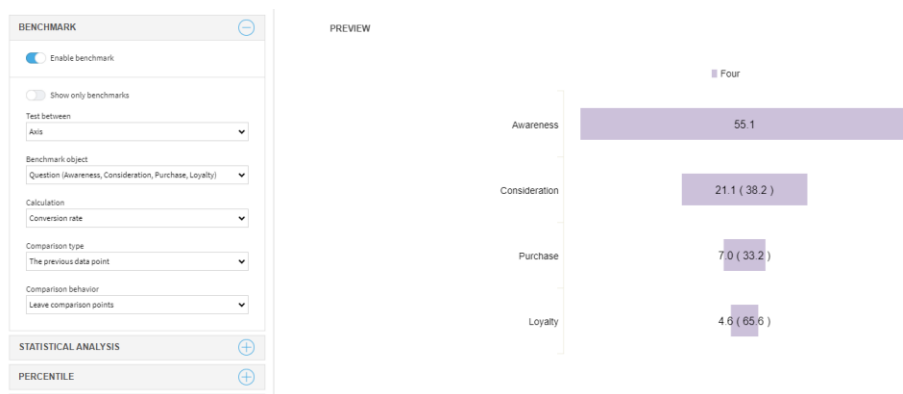 BENCHMARK
Enable benchmark
Show only benchmarks
Test between
Axis
Benchmark object
Question (Awareness, Consideration, Purchase, Loyalty)
Calculation
Conversion rate
Comparison type
The previous data point
Comparison behavior
Leave comparison points
STATISTICAL ANALYSIS
PERCENTILE
PREVIEW
Four
Awareness 55.1
Consideration 21.1 ( 38.2 )
Purchase 7.0 ( 33.2 )
Loyalty 4.6 ( 65.6 )